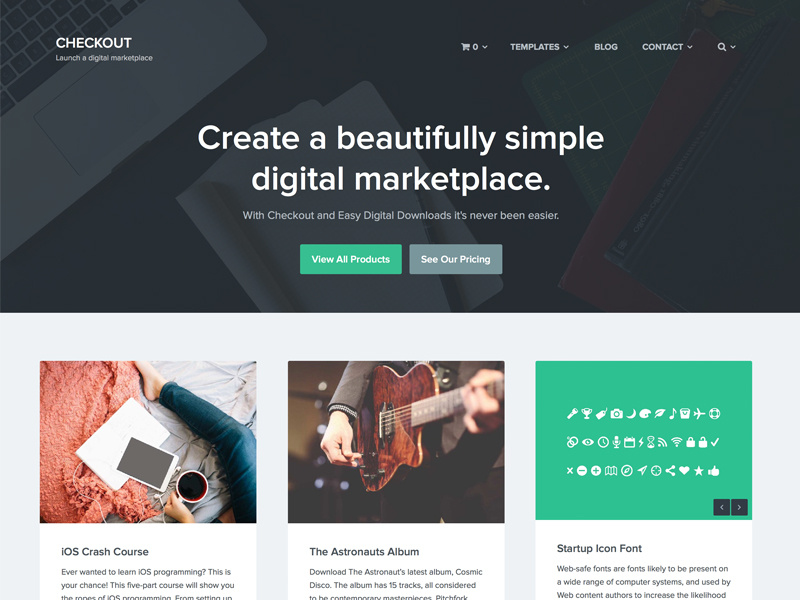 CHECKOUT
Launch a digital marketplace
0 TEMPLATES BLOG CONTACT
Create a beautifully simple
digital marketplace.
With Checkout and Easy Digital Downloads it's never been easier.
View All Products See Our Pricing
iOS Crash Course
Ever wanted to learn iOS programming? This is
your chance! This five-part course will show you
the ropes of iOS programming. From setting up
The Astronauts Album
Download The Astronaut's latest album, Cosmic
Disco. The album has 15 tracks, all considered
to be contemporary masterpieces. Pitchfork
Startup Icon Font
Web-safe fonts are fonts likely to be present on
a wide range of computer systems, and used by
Web content authors to increase the likelihood